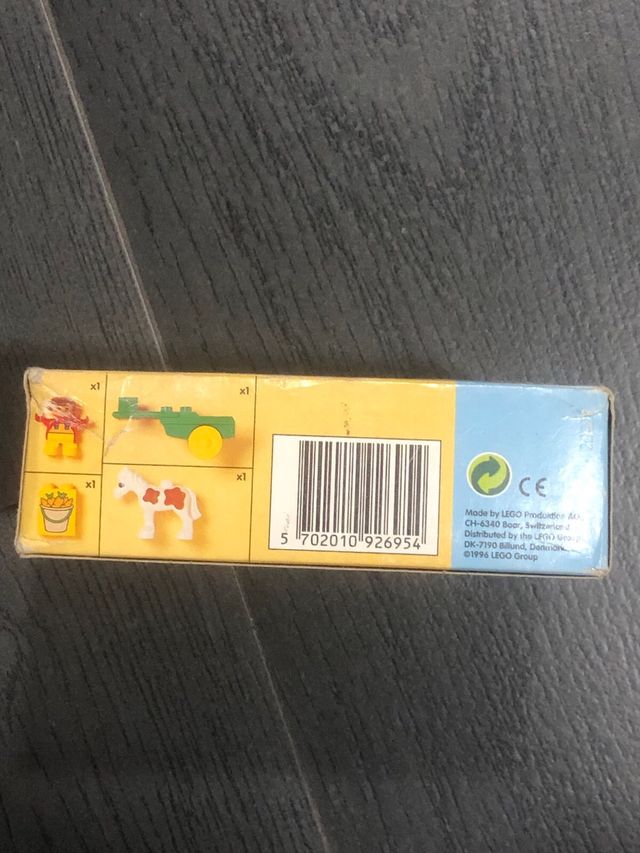 x1
x1
x1
x1
5 702010 926954
CE
Made by LEGO Produktion AG,
CH-6340 Baar, Switzerland
Distributed by the LEGO Group
DK-7190 Billund, Denmark
©1996 LEGO Group